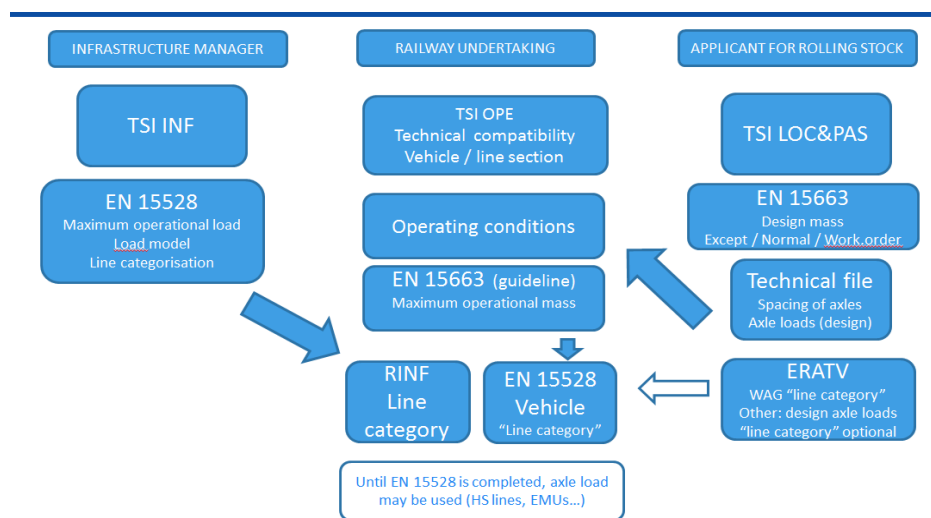 INFRASTRUCTURE MANAGER
RAILWAY UNDERTAKING
APPLICANT FOR ROLLING STOCK
TSI INF
TSI OPE
Technical compatibility
Vehicle / line section
TSI LOC&PAS
EN 15528
Maximum operational load
Load model
Line categorisation
Operating conditions
EN 15663
Design mass
Except / Normal / Work.order
EN 15663 (guideline)
Maximum operational mass
Technical file
Spacing of axles
Axle loads (design)
RINF
Line
category
EN 15528
Vehicle
“Line category”
ERATV
WAG “line category”
Other: design axle loads
“line category” optional
Until EN 15528 is completed, axle load
may be used (HS lines, EMUs…)